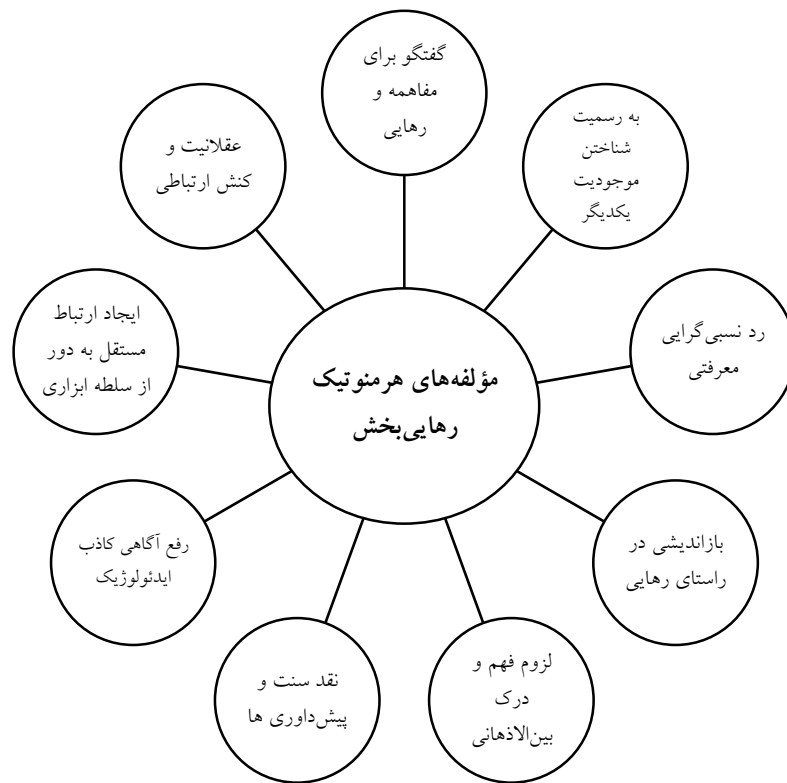 گفتگو برای
مفاهمه و
رهایی
به رسمیت
شناختن
موجودیت
یکدیگر
رد نسبی‌گرایی
معرفتی
بازاندیشی در
راستای رهایی
لزوم فهم و
درک
بین‌الاذهانی
نقد سنت و
پیش‌داوری ها
رفع آگاهی کاذب
ایدئولوژیک
ایجاد ارتباط
مستقل به دور
از سلطه ابزاری
عقلانیت و
کنش ارتباطی
مؤلفه‌های هرمنوتیک
رهایی‌بخش